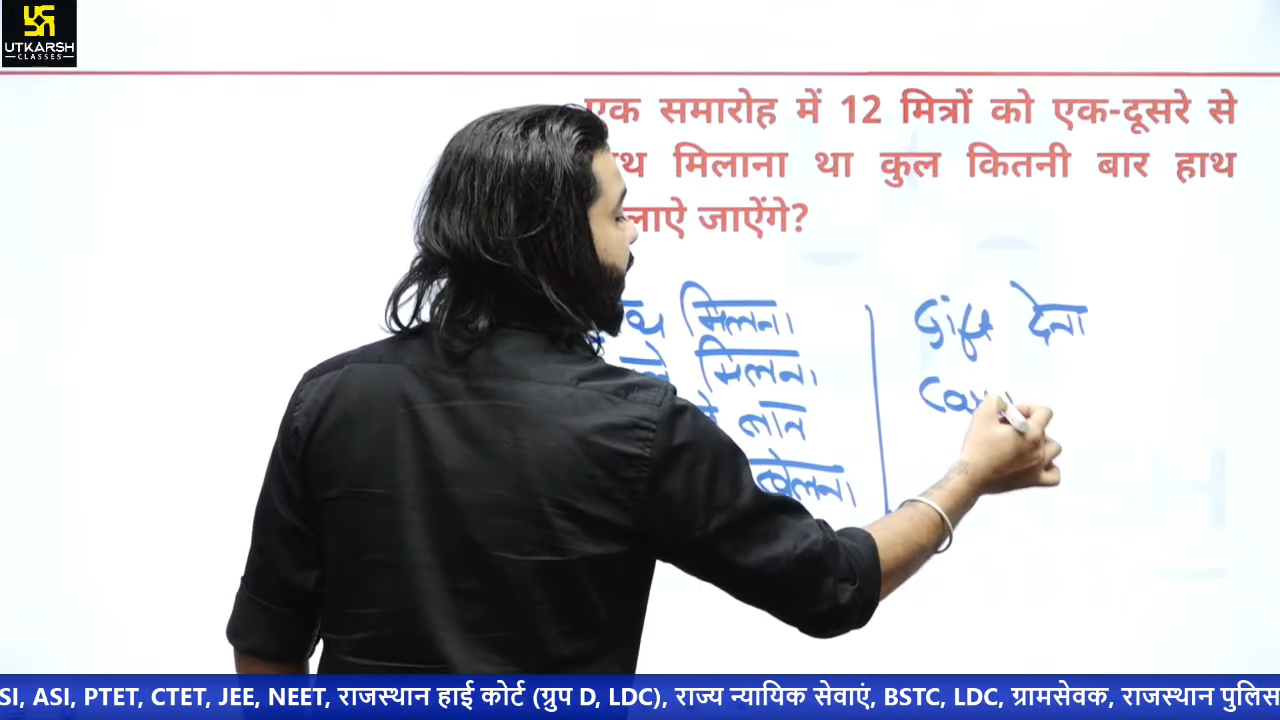 UTKARSH
CLASSES
एक समारोह में 12 मित्रों को एक-दूसरे से
मिलाना था कुल कितनी बार हाथ
जाऐंगे?
मिलना
मिलना
खेलना
Gift देना
SI, ASI, PTET, CTET, JEE, NEET, राजस्थान हाई कोर्ट (ग्रुप D, LDC), राज्य न्यायिक सेवाएं, BSTC, LDC, ग्रामसेवक, राजस्थान पुलिस